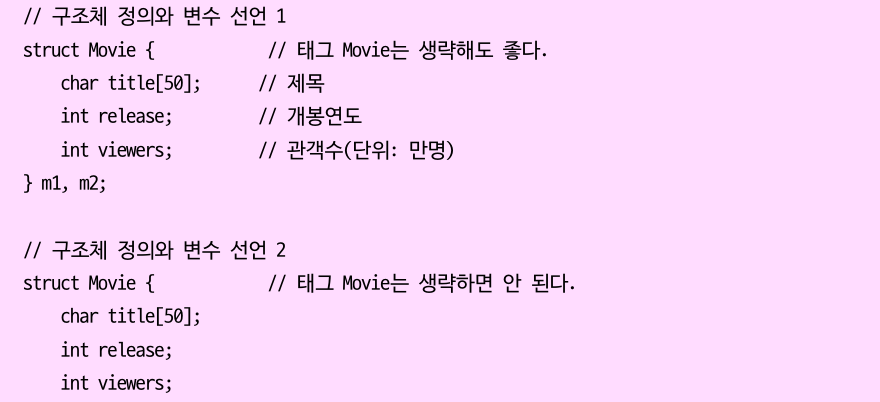 // 구조체 정의와 변수 선언 1
struct Movie {            // 태그 Movie는 생략해도 좋다.
    char title[50];      // 제목
    int release;         // 개봉연도
    int viewers;         // 관객수(단위: 만명)
} m1, m2;

// 구조체 정의와 변수 선언 2
struct Movie {            // 태그 Movie는 생략하면 안 된다.
    char title[50];
    int release;
    int viewers;